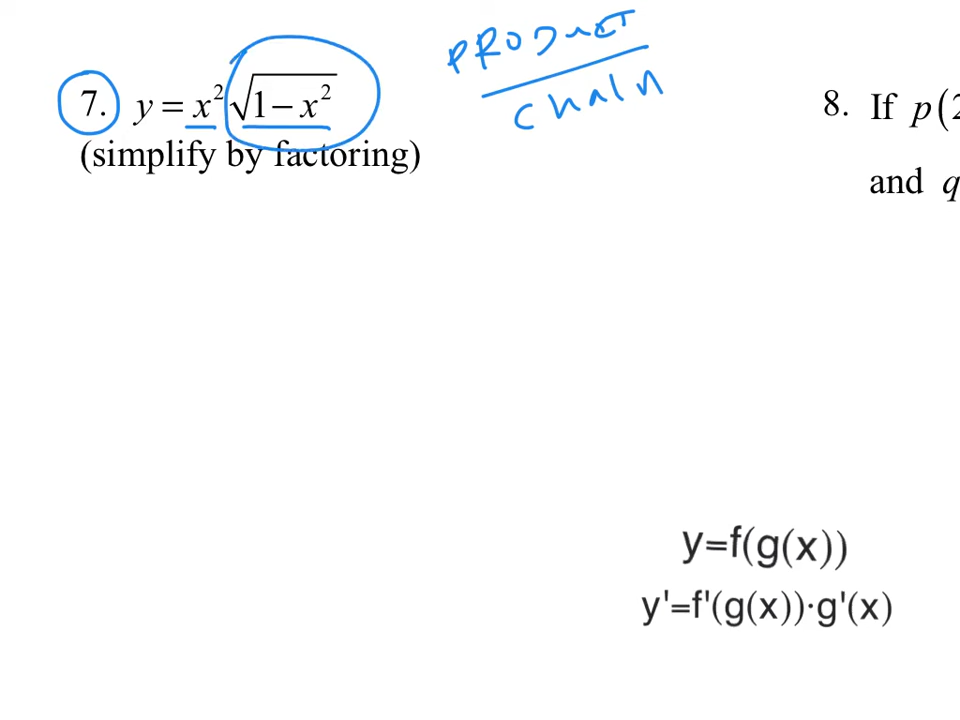 PRODUCT
chain
7. y = x²√1 − x²
(simplify by factoring)
8. If p(2
and q
y=f(g(x))
y'=f'(g(x))·g'(x)